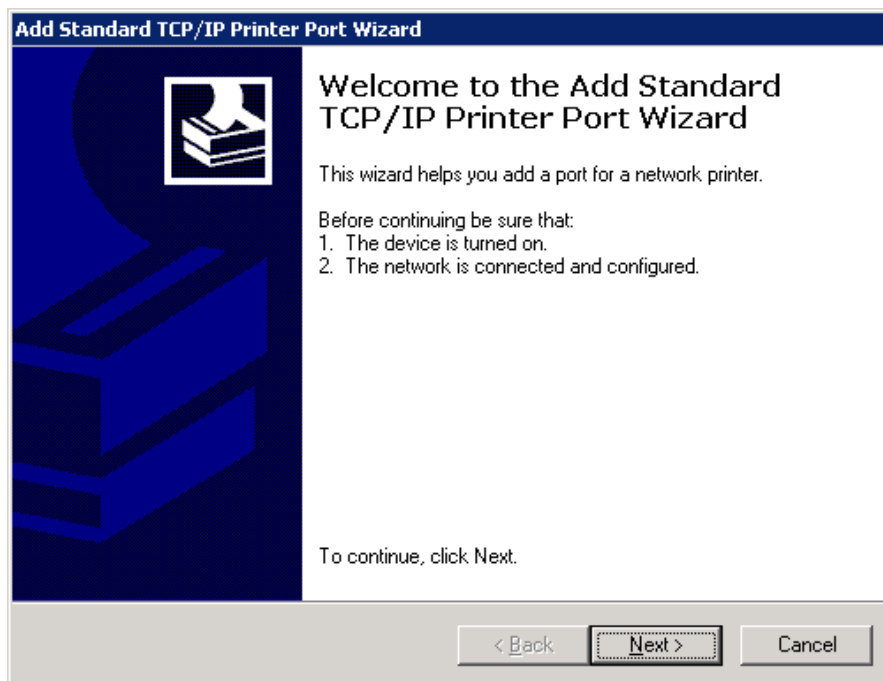 Add Standard TCP/IP Printer Port Wizard
Welcome to the Add Standard
TCP/IP Printer Port Wizard
This wizard helps you add a port for a network printer.
Before continuing be sure that:
1. The device is turned on.
2. The network is connected and configured.
To continue, click Next.
< Back
Next >
Cancel